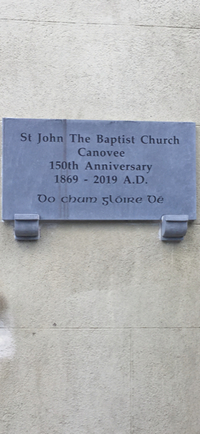 St John The Baptist Church
Canovee
150th Anniversary
1869 - 2019 A.D.
Do chum glóire Dé